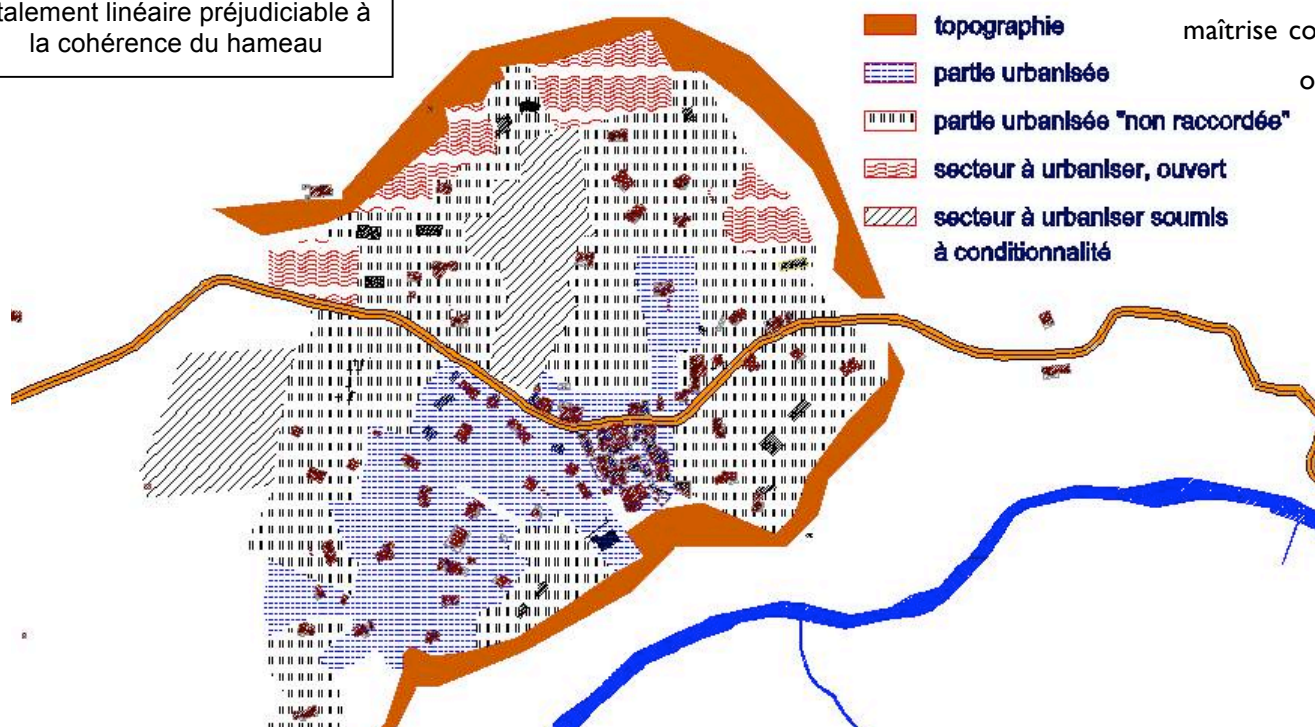 talement linéaire préjudiciable à
la cohérence du hameau
topographie
partie urbanisée
partie urbanisée "non raccordée"
secteur à urbaniser, ouvert
secteur à urbaniser soumis
à conditionnalité
maîtrise co
o